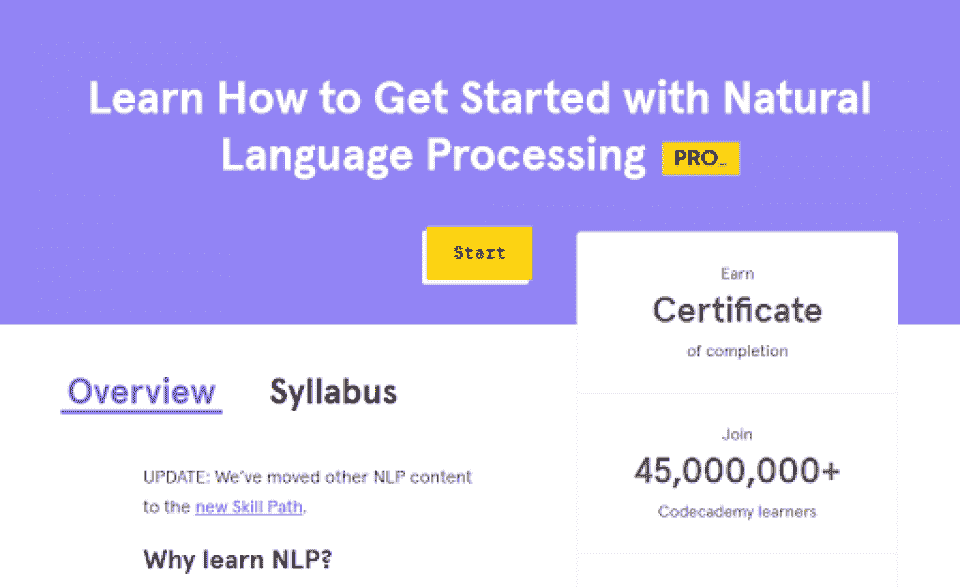 Learn How to Get Started with Natural
Language Processing PRO_
Start
Earn
Certificate
of completion
Overview Syllabus
Join
45,000,000+
Codecademy learners
UPDATE: We've moved other NLP content
to the new Skill Path.
Why learn NLP?